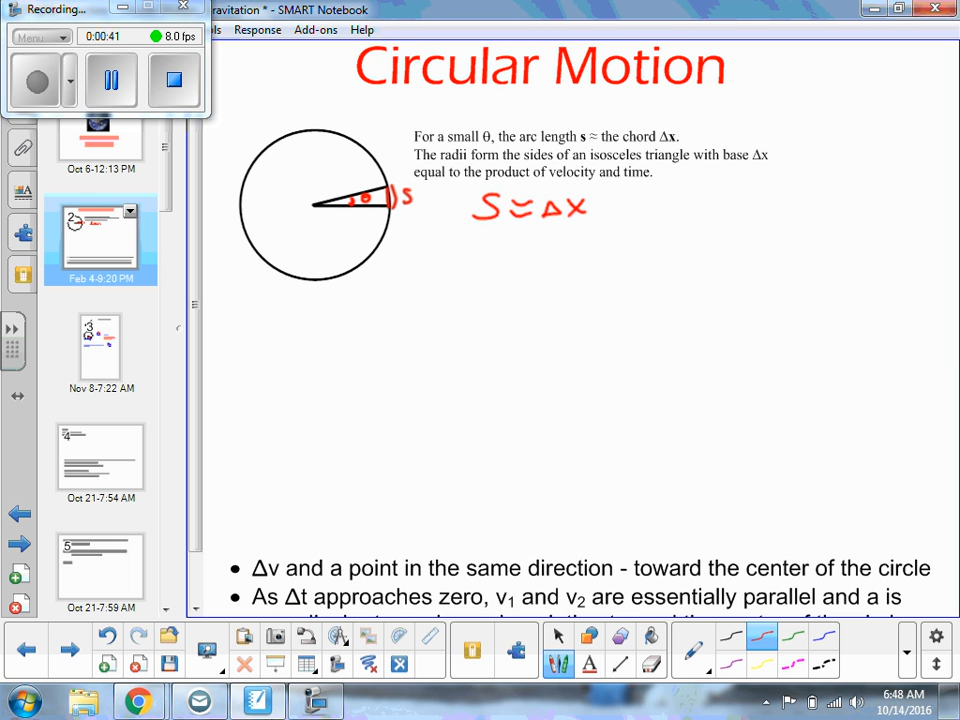 Recording...
ravitation * - SMART Notebook
Menu
0:00:41
8.0 fps
ols Response Add-ons Help
Circular Motion
For a small θ, the arc length s ≈ the chord Δx.
The radii form the sides of an isosceles triangle with base Δx
equal to the product of velocity and time.
θ
s
S ≈ Δx
Oct 6-12:13 PM
2
Feb 4-9:20 PM
3
Nov 8-7:22 AM
4
Oct 21-7:54 AM
5
Oct 21-7:59 AM
• Δv and a point in the same direction - toward the center of the circle
• As Δt approaches zero, v₁ and v₂ are essentially parallel and a is
6:48 AM
10/14/2016